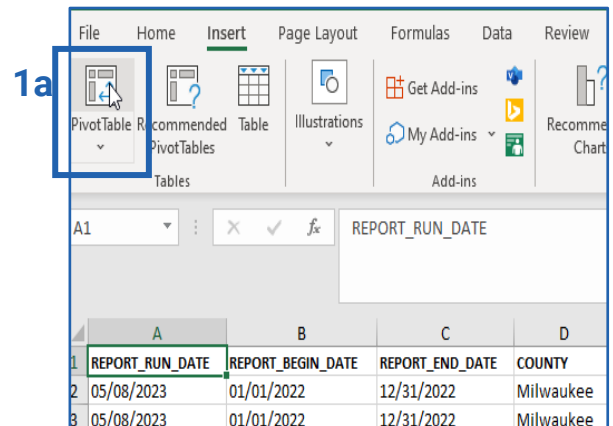 File Home Insert Page Layout Formulas Data Review
1a
PivotTable Recommended PivotTables Table Illustrations Get Add-ins My Add-ins Recomme Chart
Tables Add-ins
A1 fx REPORT_RUN_DATE
A B C D
1 REPORT_RUN_DATE REPORT_BEGIN_DATE REPORT_END_DATE COUNTY
2 05/08/2023 01/01/2022 12/31/2022 Milwaukee
3 05/08/2023 01/01/2022 12/31/2022 Milwaukee